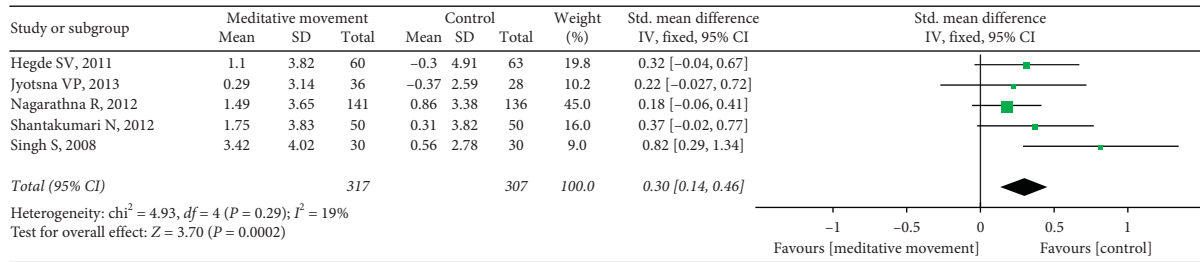 Study or subgroup Meditative movement Control Weight Std. mean difference Std. mean difference
Mean SD Total Mean SD Total (%) IV, fixed, 95% CI IV, fixed, 95% CI
Hegde SV, 2011 1.1 3.82 60 –0.3 4.91 63 19.8 0.32 [–0.04, 0.67]
Jyotsna VP, 2013 0.29 3.14 36 –0.37 2.59 28 10.2 0.22 [–0.027, 0.72]
Nagarathna R, 2012 1.49 3.65 141 0.86 3.38 136 45.0 0.18 [–0.06, 0.41]
Shantakumari N, 2012 1.75 3.83 50 0.31 3.82 50 16.0 0.37 [–0.02, 0.77]
Singh S, 2008 3.42 4.02 30 0.56 2.78 30 9.0 0.82 [0.29, 1.34]
Total (95% CI) 317 307 100.0 0.30 [0.14, 0.46]
Heterogeneity: chi² = 4.93, df = 4 (P = 0.29); I² = 19%
Test for overall effect: Z = 3.70 (P = 0.0002)
–1 –0.5 0 0.5 1
Favours [meditative movement] Favours [control]